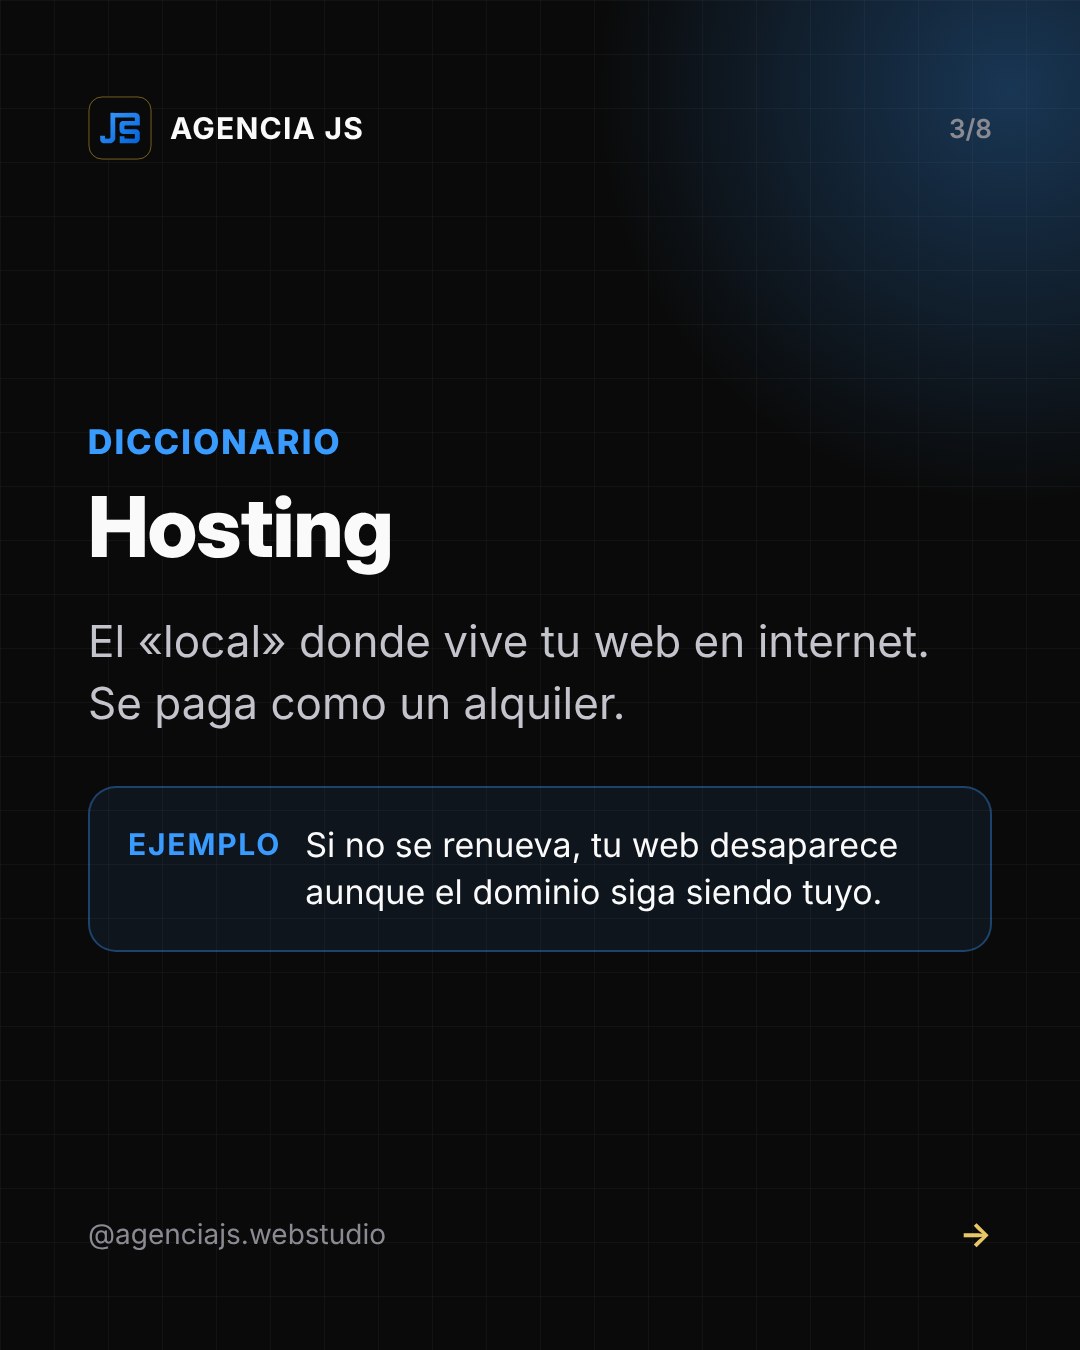 JS AGENCIA JS
3/8
DICCIONARIO
Hosting
El «local» donde vive tu web en internet.
Se paga como un alquiler.
EJEMPLO Si no se renueva, tu web desaparece
aunque el dominio siga siendo tuyo.
@agenciajs.webstudio →